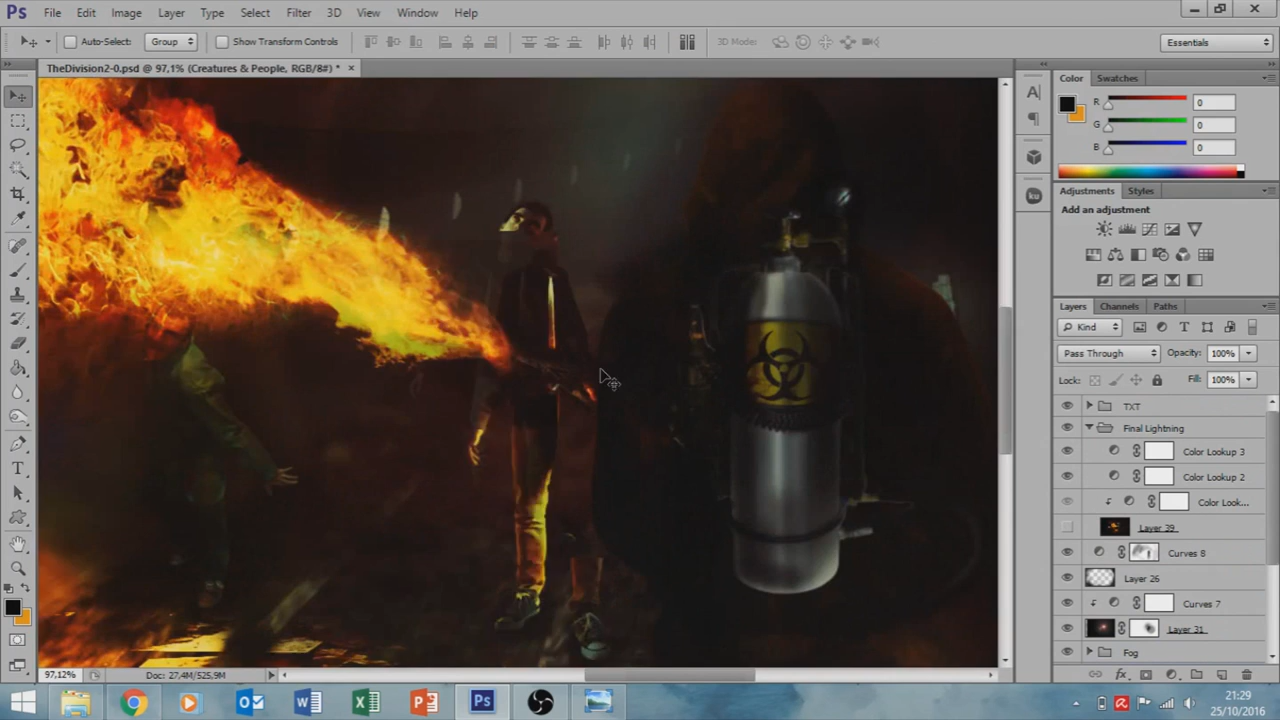 Ps File Edit Image Layer Type Select Filter 3D View Window Help
Auto-Select: Group Show Transform Controls 3D Mode: Essentials
TheDivision2-0.psd @ 97,1% (Creatures & People, RGB/8#) * ×
Color Swatches
R 0
G 0
B 0
Adjustments Styles
Add an adjustment
Layers Channels Paths
Kind
Pass Through Opacity: 100%
Lock: Fill: 100%
TXT
Final Lightning
Color Lookup 3
Color Lookup 2
Color Look...
Layer 39
Curves 8
Layer 26
Curves 7
Layer 31
Fog
97,12% Doc: 27,4M/525,9M
21:29
25/10/2016